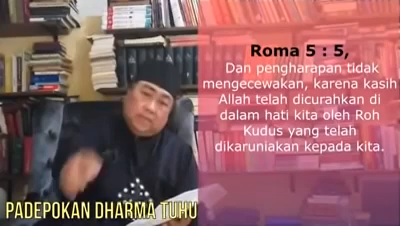 Roma 5 : 5,
Dan pengharapan tidak
mengecewakan, karena kasih
Allah telah dicurahkan di
dalam hati kita oleh Roh
Kudus yang telah
dikaruniakan kepada kita.
PADEPOKAN DHARMA TUHU